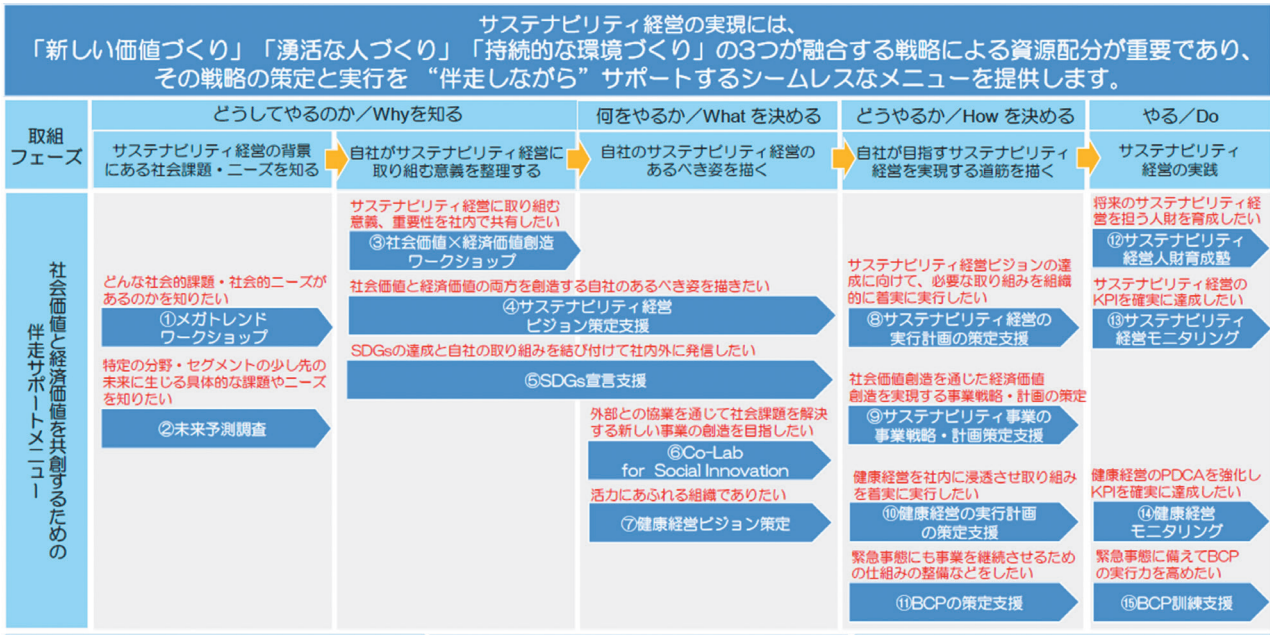 サステナビリティ経営の実現には、
「新しい価値づくり」「湧活な人づくり」「持続的な環境づくり」の3つが融合する戦略による資源配分が重要であり、
その戦略の策定と実行を “伴走しながら” サポートするシームレスなメニューを提供します。
取組
フェーズ
どうしてやるのか／Whyを知る
何をやるか／What を決める
どうやるか／How を決める
やる／Do
サステナビリティ経営の背景
にある社会課題・ニーズを知る
自社がサステナビリティ経営に
取り組む意義を整理する
自社のサステナビリティ経営の
あるべき姿を描く
自社が目指すサステナビリティ
経営を実現する道筋を描く
サステナビリティ
経営の実践
社会価値と経済価値を共創するための
伴走サポートメニュー
どんな社会的課題・社会的ニーズが
あるのかを知りたい
①メガトレンド
ワークショップ
特定の分野・セグメントの少し先の
未来に生じる具体的な課題やニーズ
を知りたい
②未来予測調査
サステナビリティ経営に取り組む
意義、重要性を社内で共有したい
③社会価値×経済価値創造
ワークショップ
社会価値と経済価値の両方を創造する自社のあるべき姿を描きたい
④サステナビリティ経営
ビジョン策定支援
SDGsの達成と自社の取り組みを結び付けて社内外に発信したい
⑤SDGs宣言支援
外部との協業を通じて社会課題を解決
する新しい事業の創造を目指したい
⑥Co-Lab
for Social Innovation
活力にあふれる組織でありたい
⑦健康経営ビジョン策定
サステナビリティ経営ビジョンの達
成に向けて、必要な取り組みを組織
的に着実に実行したい
⑧サステナビリティ経営の
実行計画の策定支援
社会価値創造を通じた経済価値
創造を実現する事業戦略・計画の策定
⑨サステナビリティ事業の
事業戦略・計画策定支援
健康経営を社内に浸透させ取り組み
を着実に実行したい
⑩健康経営の実行計画
の策定支援
緊急事態にも事業を継続させるため
の仕組みの整備などをしたい
⑪BCPの策定支援
将来のサステナビリティ経
営を担う人財を育成したい
⑫サステナビリティ
経営人財育成塾
サステナビリティ経営の
KPIを確実に達成したい
⑬サステナビリティ
経営モニタリング
健康経営のPDCAを強化し
KPIを確実に達成したい
⑭健康経営
モニタリング
緊急事態に備えてBCP
の実行力を高めたい
⑮BCP訓練支援